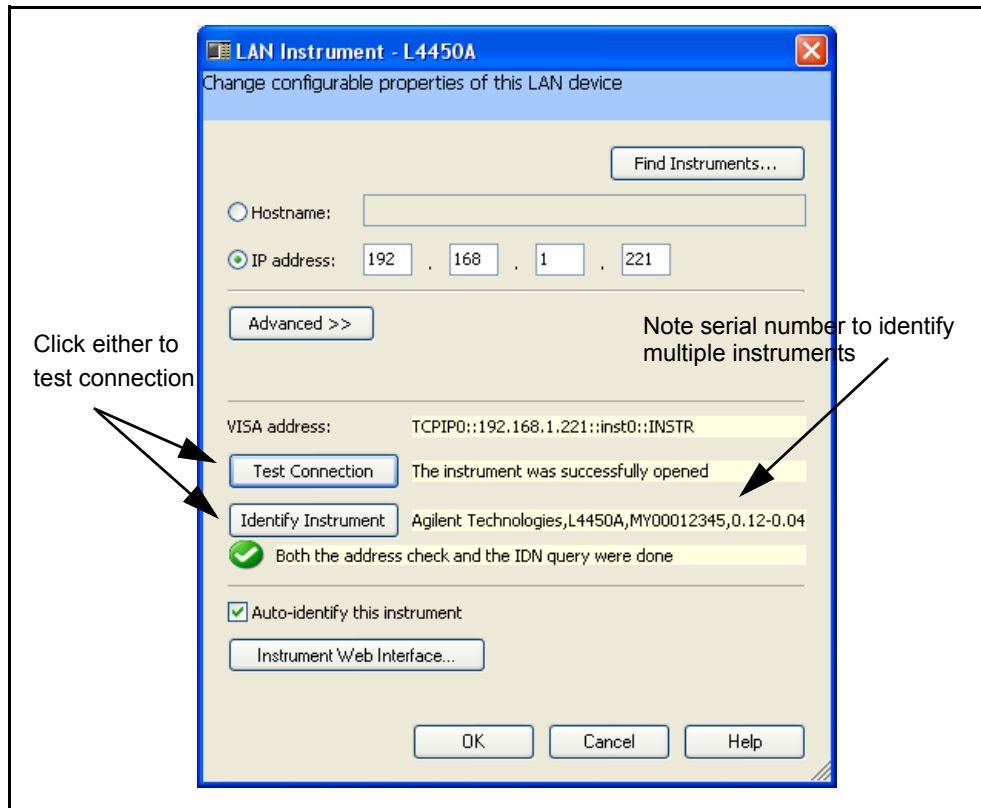 LAN Instrument - L4450A
Change configurable properties of this LAN device
Find Instruments...
Hostname:
IP address: 192 . 168 . 1 . 221
Advanced >>
Note serial number to identify
multiple instruments
Click either to
test connection
VISA address: TCPIP0::192.168.1.221::inst0::INSTR
Test Connection The instrument was successfully opened
Identify Instrument Agilent Technologies,L4450A,MY00012345,0.12-0.04
Both the address check and the IDN query were done
Auto-identify this instrument
Instrument Web Interface...
OK Cancel Help